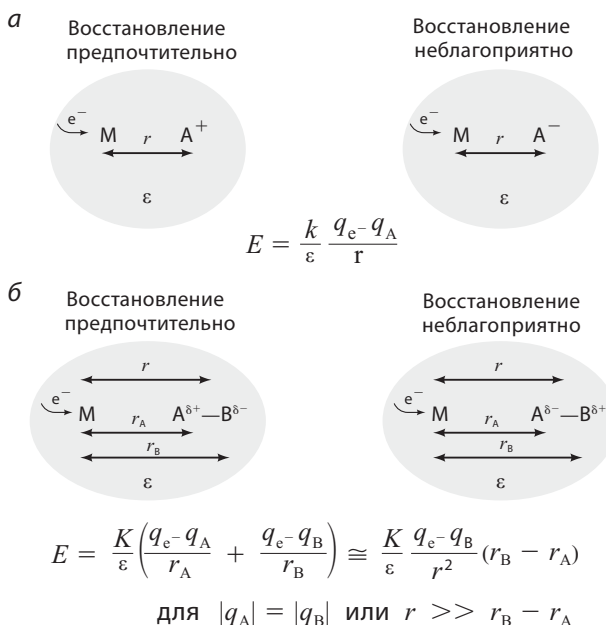 а
Восстановление
предпочтительно
Восстановление
неблагоприятно
e⁻ M r A⁺
ε
e⁻ M r A⁻
ε
E = k/ε q_e⁻ q_A / r
б
Восстановление
предпочтительно
Восстановление
неблагоприятно
r
e⁻ M A^δ+—B^δ−
r_A
r_B
ε
r
e⁻ M A^δ−—B^δ+
r_A
r_B
ε
E = K/ε (q_e⁻ q_A / r_A + q_e⁻ q_B / r_B) ≅ K/ε q_e⁻ q_B / r² (r_B − r_A)
для |q_A| = |q_B| или r >> r_B − r_A